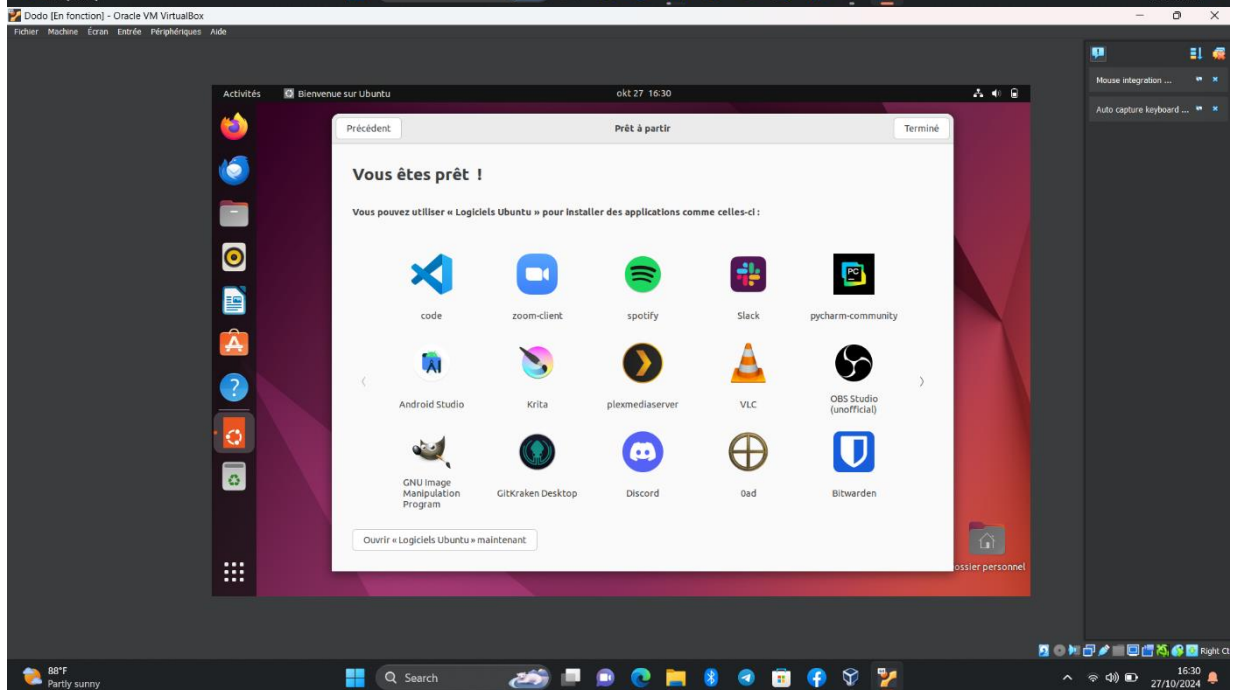 Dodo [En fonction] - Oracle VM VirtualBox
Fichier Machine Écran Entrée Périphériques Aide
Mouse integration ...
Auto capture keyboard ...
Activités Bienvenue sur Ubuntu okt 27 16:30
Précédent Prêt à partir Terminé
Vous êtes prêt !
Vous pouvez utiliser « Logiciels Ubuntu » pour installer des applications comme celles-ci :
code zoom-client spotify Slack pycharm-community
PC
Android Studio Krita plexmediaserver VLC OBS Studio
(unofficial)
GNU Image
Manipulation
Program
GitKraken Desktop Discord 0ad Bitwarden
Ouvrir « Logiciels Ubuntu » maintenant
ossier personnel
Right Ct
88°F
Partly sunny
Search
16:30
27/10/2024